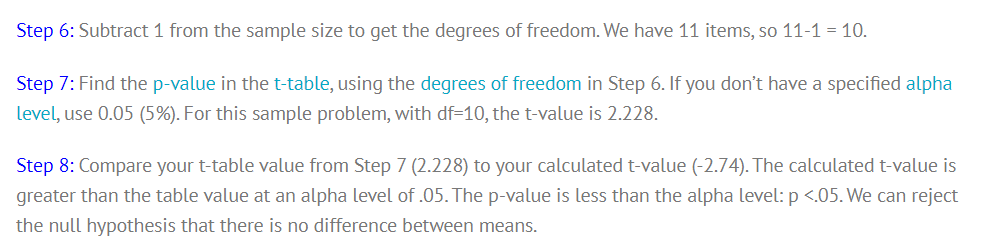 Step 6: Subtract 1 from the sample size to get the degrees of freedom. We have 11 items, so 11-1 = 10.
Step 7: Find the p-value in the t-table, using the degrees of freedom in Step 6. If you don’t have a specified alpha
level, use 0.05 (5%). For this sample problem, with df=10, the t-value is 2.228.
Step 8: Compare your t-table value from Step 7 (2.228) to your calculated t-value (-2.74). The calculated t-value is
greater than the table value at an alpha level of .05. The p-value is less than the alpha level: p <.05. We can reject
the null hypothesis that there is no difference between means.